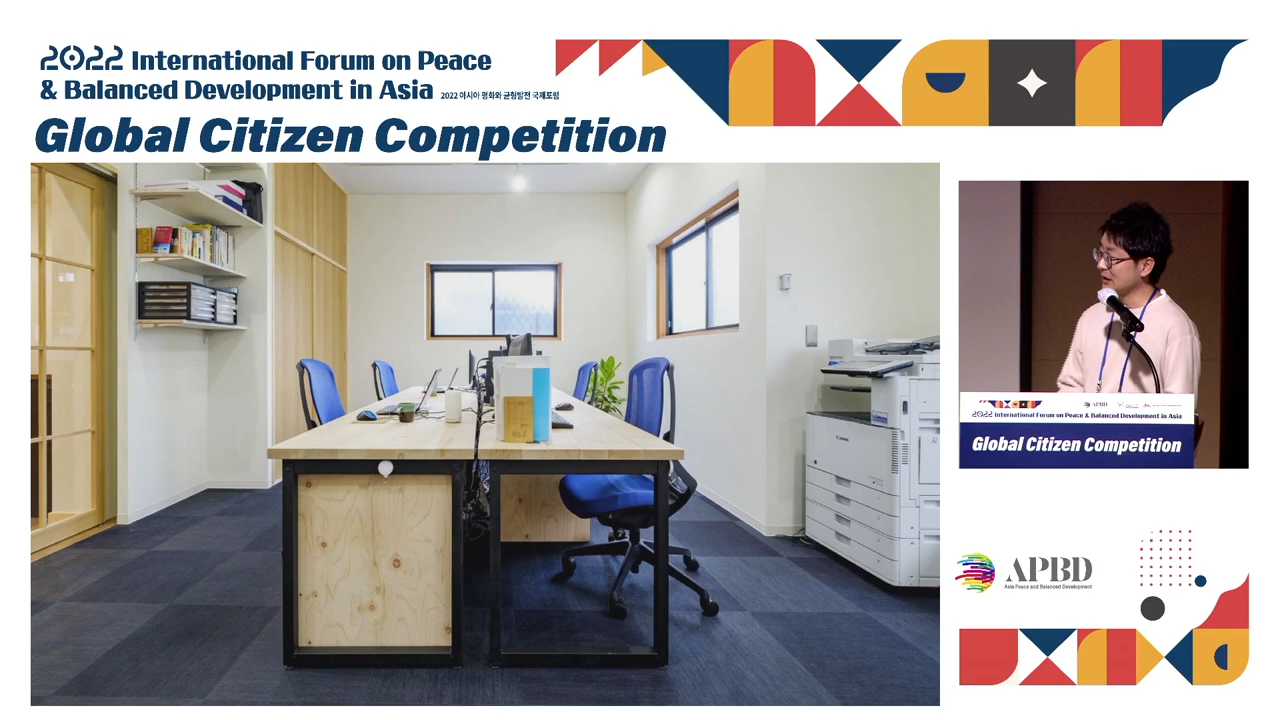 2022 International Forum on Peace
& Balanced Development in Asia 2022 아시아 평화와 균형발전 국제포럼
Global Citizen Competition
Canon
APBD
2022 International Forum on Peace & Balanced Development in Asia
Global Citizen Competition
APBD
Asia Peace and Balanced Development